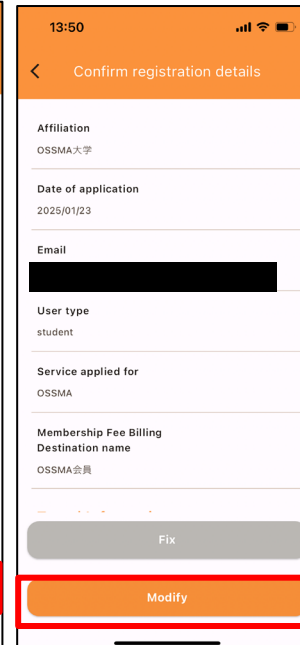 13:50
Confirm registration details
Affiliation
OSSMA大学
Date of application
2025/01/23
Email
User type
student
Service applied for
OSSMA
Membership Fee Billing
Destination name
OSSMA会員
Fix
Modify